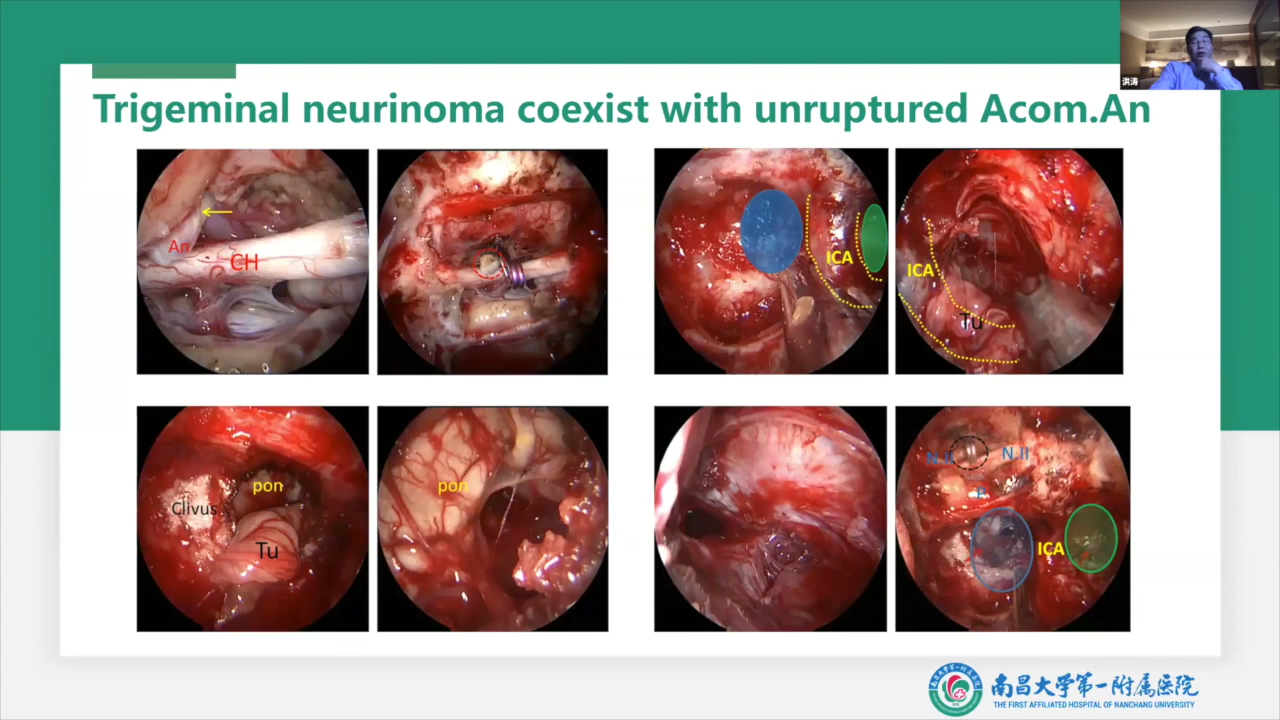 洪涛
Trigeminal neurinoma coexist with unruptured Acom.An
An
CH
ICA
ICA
Tu
Clivus
pon
Tu
pon
N II
N II
P
ICA
南昌大学第一附属医院
THE FIRST AFFILIATED HOSPITAL OF NANCHANG UNIVERSITY